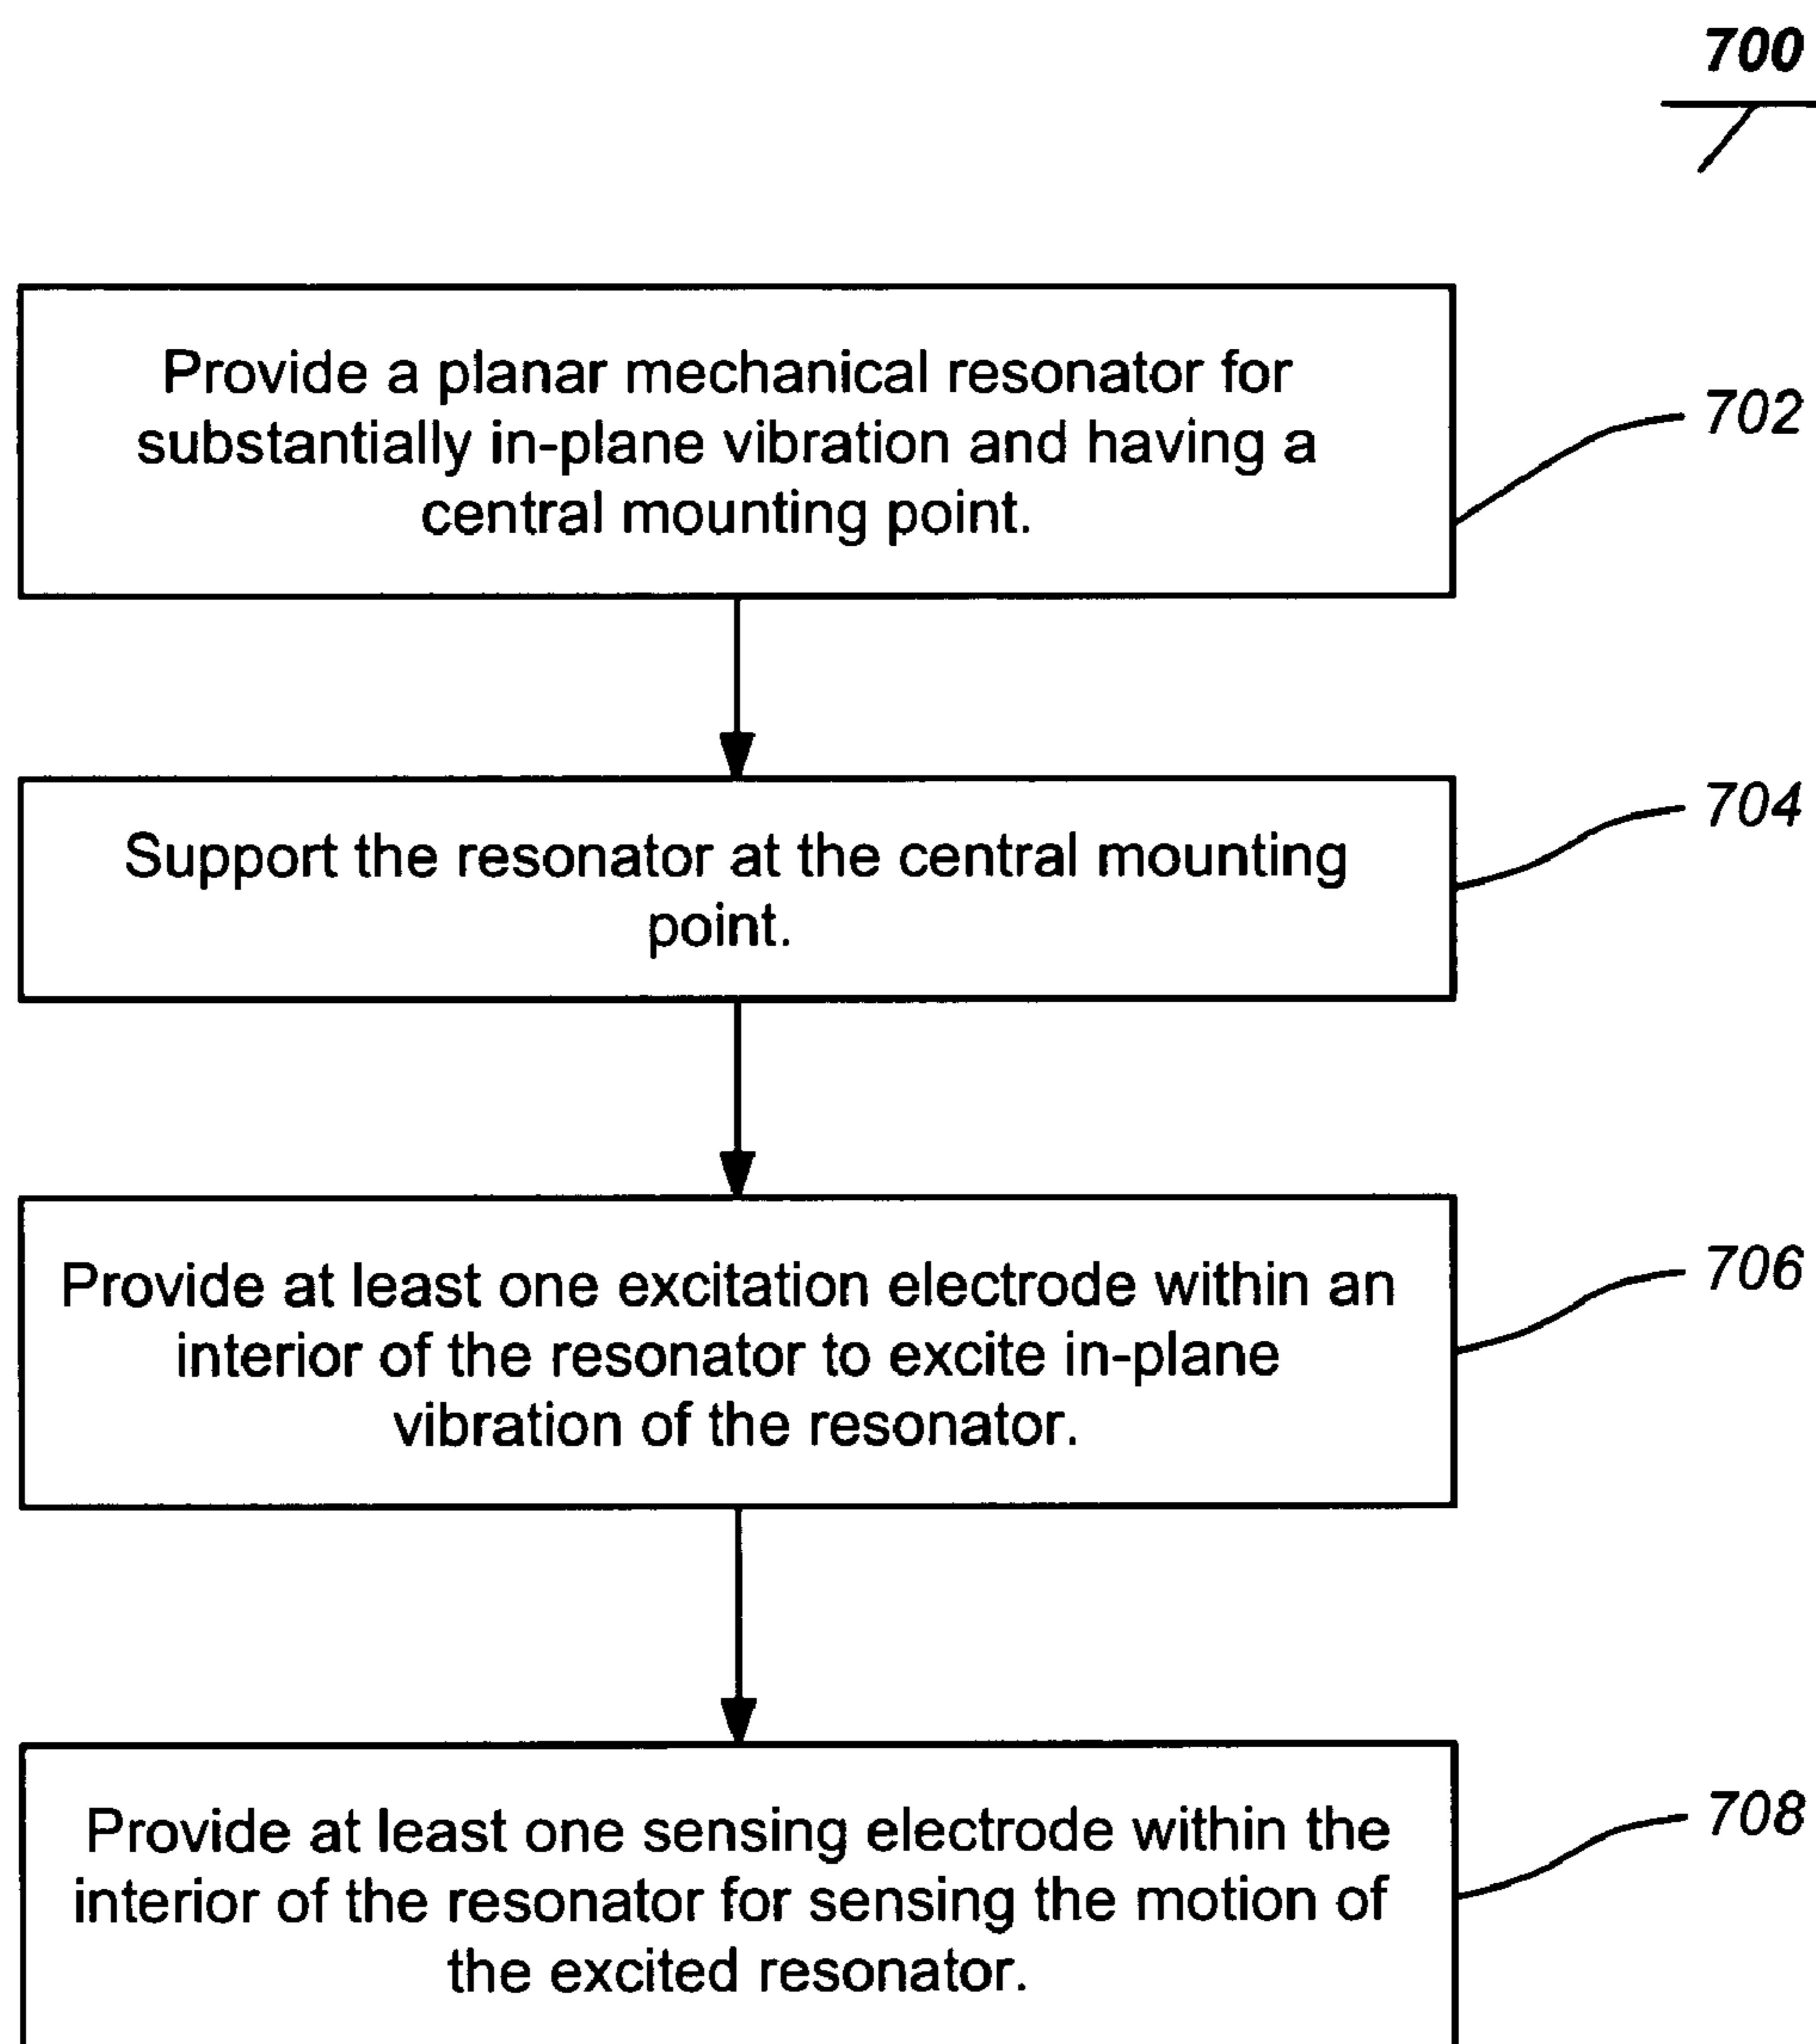 700
Provide a planar mechanical resonator for
substantially in-plane vibration and having a
central mounting point.
702
Support the resonator at the central mounting
point.
704
Provide at least one excitation electrode within an
interior of the resonator to excite in-plane
vibration of the resonator.
706
Provide at least one sensing electrode within the
interior of the resonator for sensing the motion of
the excited resonator.
708